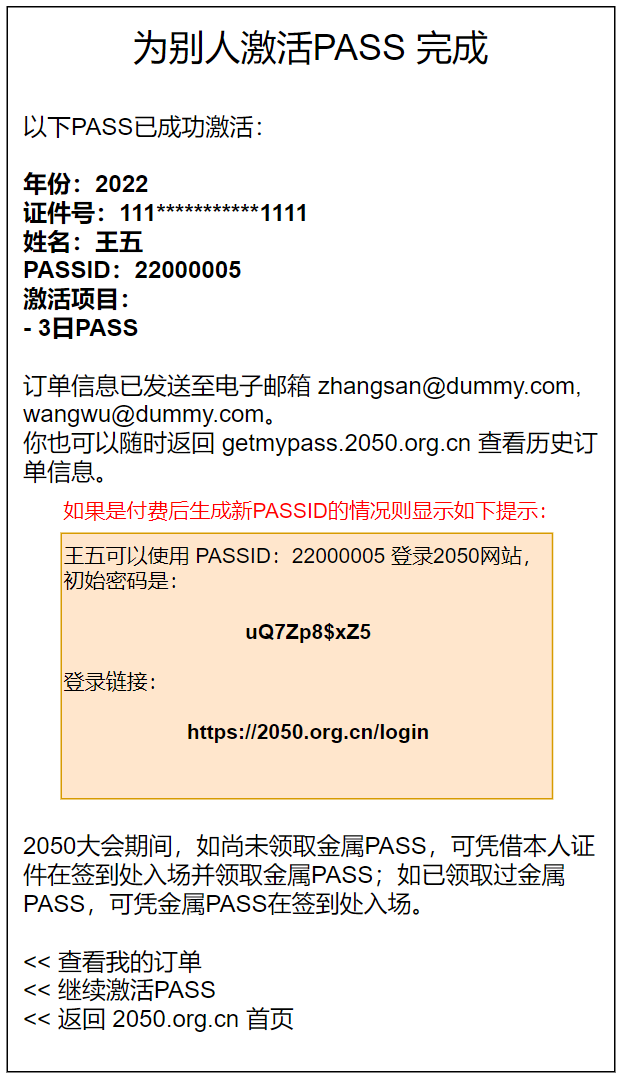 为别人激活PASS 完成
以下PASS已成功激活：
年份：2022
证件号：111***********1111
姓名：王五
PASSID：22000005
激活项目：
- 3日PASS
订单信息已发送至电子邮箱 zhangsan@dummy.com,
wangwu@dummy.com。
你也可以随时返回 getmypass.2050.org.cn 查看历史订
单信息。
如果是付费后生成新PASSID的情况则显示如下提示：
王五可以使用 PASSID：22000005 登录2050网站，
初始密码是：
uQ7Zp8$xZ5
登录链接：
https://2050.org.cn/login
2050大会期间，如尚未领取金属PASS，可凭借本人证
件在签到处入场并领取金属PASS；如已领取过金属
PASS，可凭金属PASS在签到处入场。
<< 查看我的订单
<< 继续激活PASS
<< 返回 2050.org.cn 首页